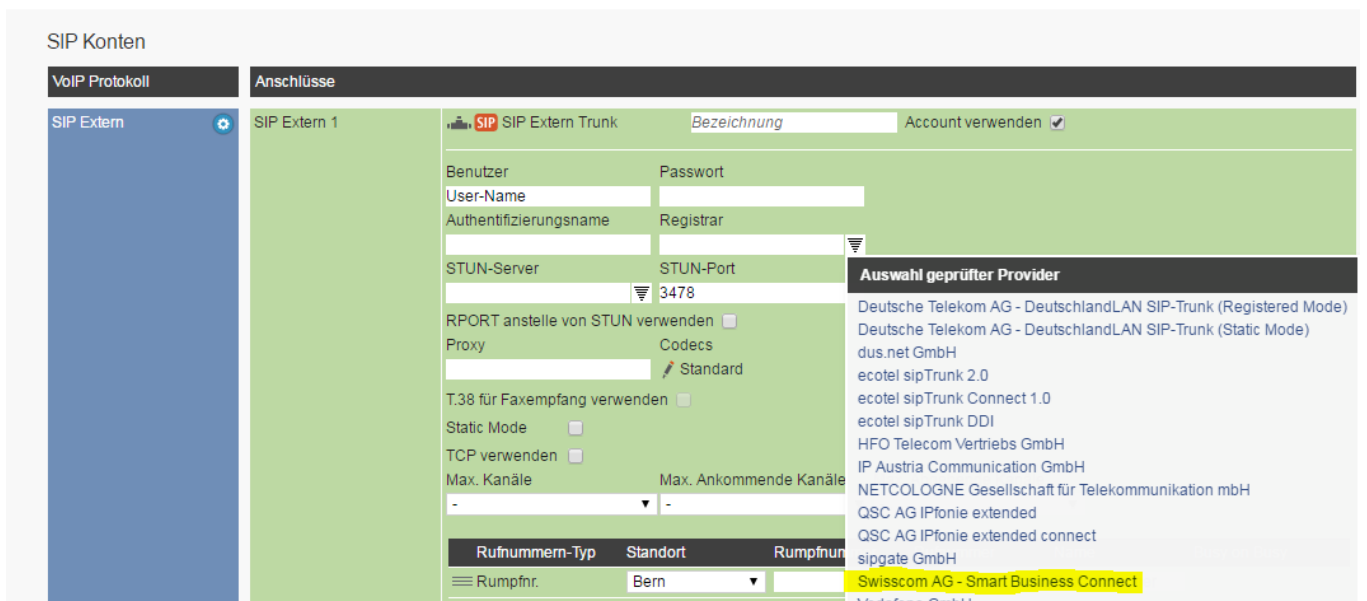 SIP Konten
VoIP Protokoll Anschlüsse
SIP Extern SIP Extern 1 SIP SIP Extern Trunk Bezeichnung Account verwenden
Benutzer Passwort
User-Name
Authentifizierungsname Registrar
STUN-Server STUN-Port
3478
RPORT anstelle von STUN verwenden
Proxy Codecs
Standard
T.38 für Faxempfang verwenden
Static Mode
TCP verwenden
Max. Kanäle Max. Ankommende Kanäle
- -
Rufnummern-Typ Standort Rumpfnum
Rumpfnr. Bern
Auswahl geprüfter Provider
Deutsche Telekom AG - DeutschlandLAN SIP-Trunk (Registered Mode)
Deutsche Telekom AG - DeutschlandLAN SIP-Trunk (Static Mode)
dus.net GmbH
ecotel sipTrunk 2.0
ecotel sipTrunk Connect 1.0
ecotel sipTrunk DDI
HFO Telecom Vertriebs GmbH
IP Austria Communication GmbH
NETCOLOGNE Gesellschaft für Telekommunikation mbH
QSC AG IPfonie extended
QSC AG IPfonie extended connect
sipgate GmbH
Swisscom AG - Smart Business Connect